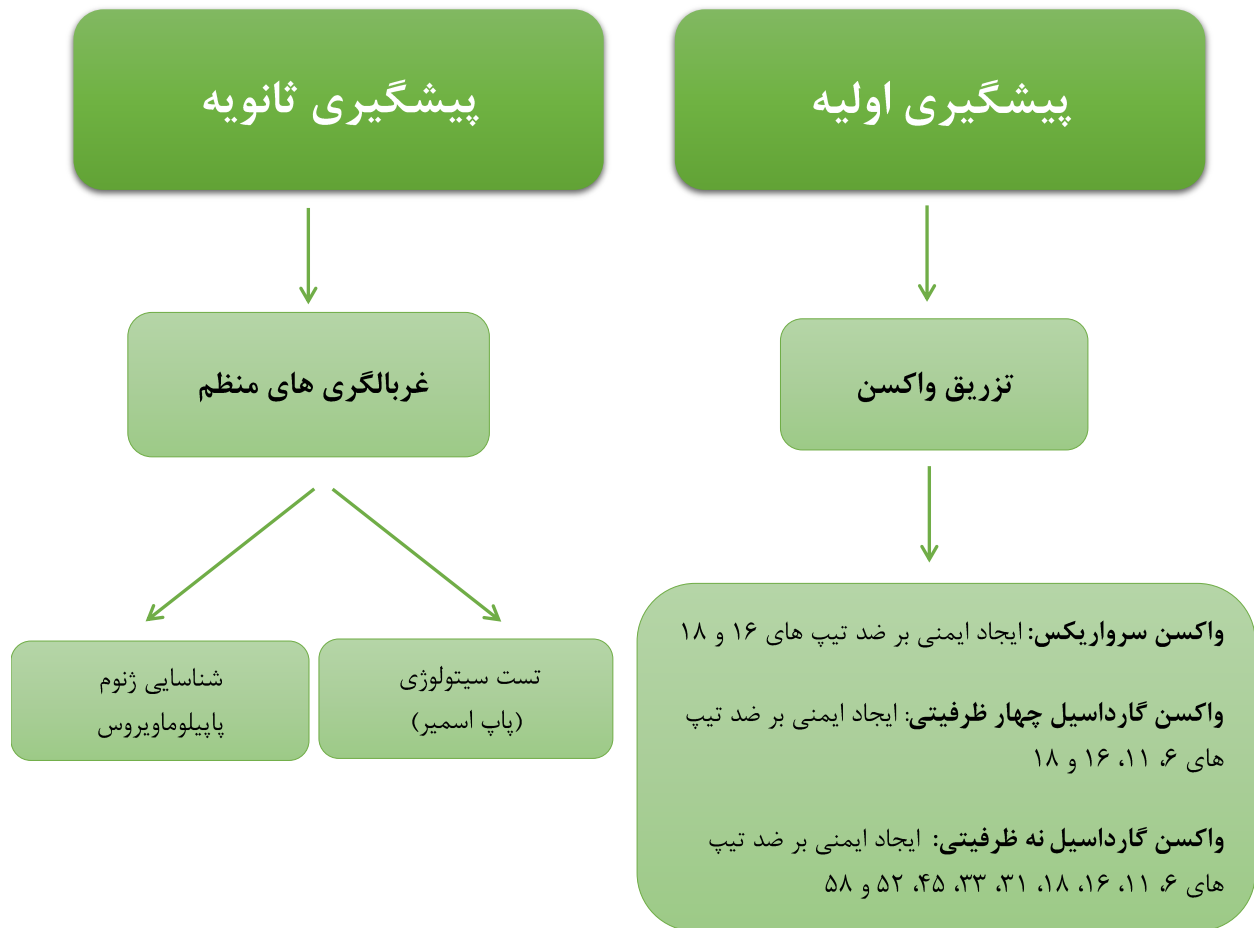 پیشگیری اولیه
تزریق واکسن
واکسن سرواریکس: ایجاد ایمنی بر ضد تیپ های ۱۶ و ۱۸
واکسن گارداسیل چهار ظرفیتی: ایجاد ایمنی بر ضد تیپ
های ۶، ۱۱، ۱۶ و ۱۸
واکسن گارداسیل نه ظرفیتی: ایجاد ایمنی بر ضد تیپ
های ۶، ۱۱، ۱۶، ۱۸، ۳۱، ۳۳، ۴۵، ۵۲ و ۵۸
پیشگیری ثانویه
غربالگری های منظم
تست سیتولوژی
(پاپ اسمیر)
شناسایی ژنوم
پاپیلوماویروس